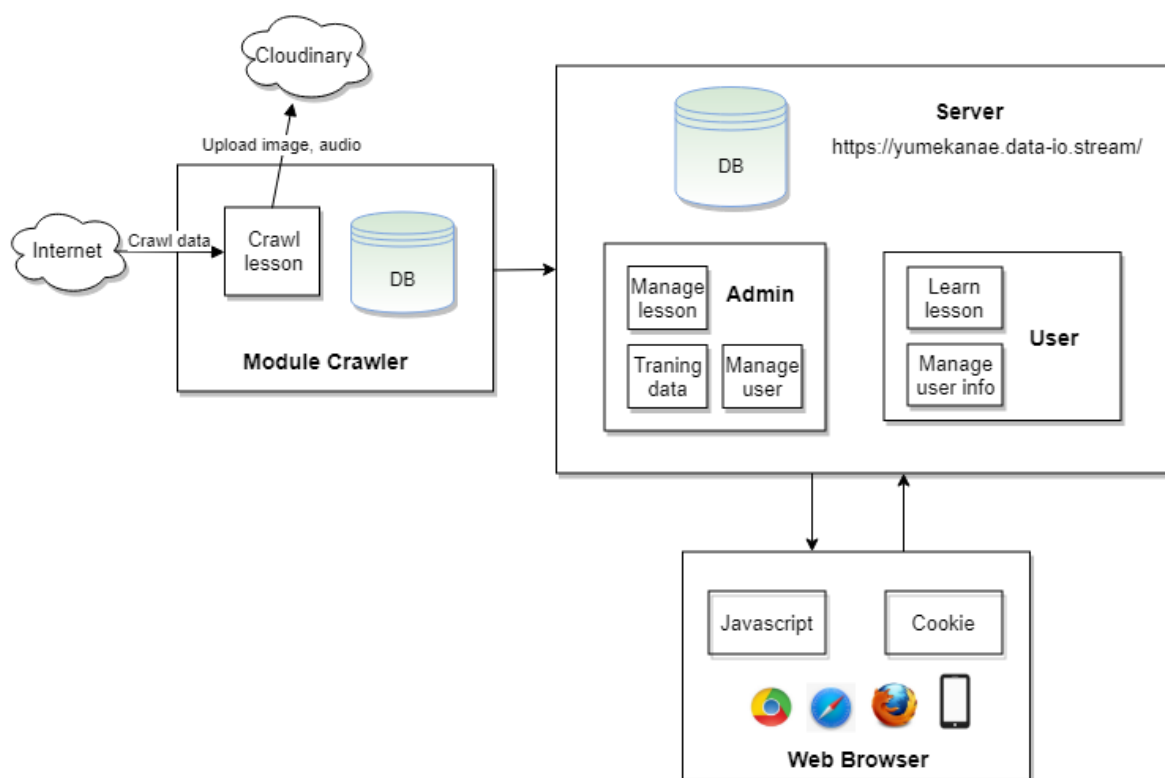 Cloudinary
Upload image, audio
Internet
Crawl data
Crawl
lesson
DB
Module Crawler
DB
Server
https://yumekanae.data-io.stream/
Manage
lesson
Admin
Traning
data
Manage
user
Learn
lesson
User
Manage
user info
Javascript
Cookie
Web Browser